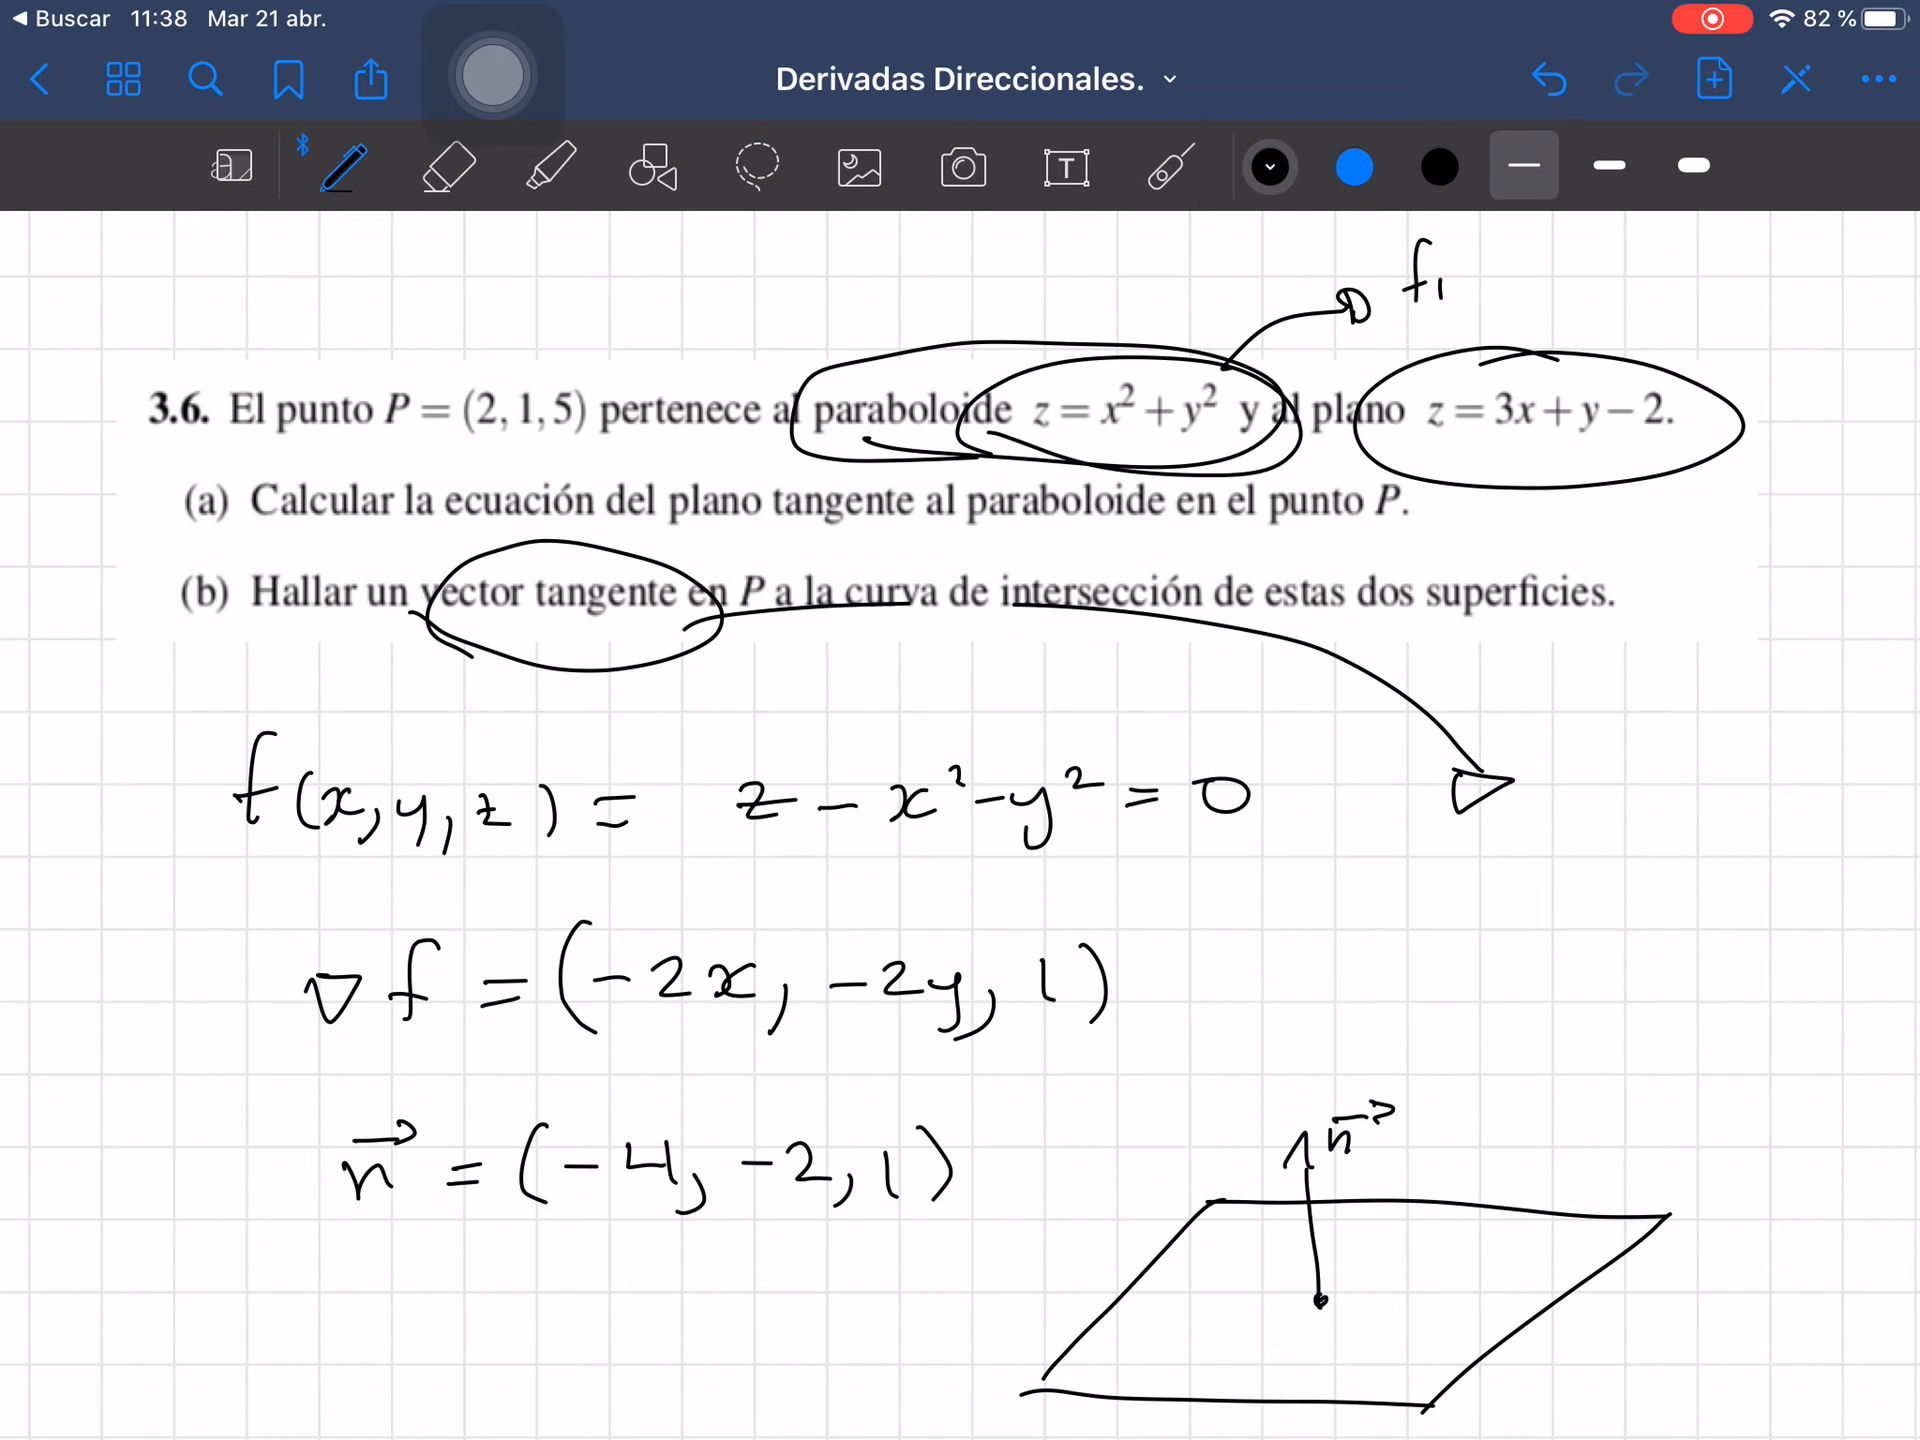 Buscar 11:38 Mar 21 abr. 82 %
Derivadas Direccionales.
a T
f₁
3.6. El punto P = (2, 1, 5) pertenece al paraboloide z = x² + y² y al plano z = 3x + y − 2.
(a) Calcular la ecuación del plano tangente al paraboloide en el punto P.
(b) Hallar un vector tangente en P a la curva de intersección de estas dos superficies.
f(x, y, z) = z − x² − y² = 0
∇f = (−2x, −2y, 1)
n⃗ = (−4, −2, 1)
n⃗